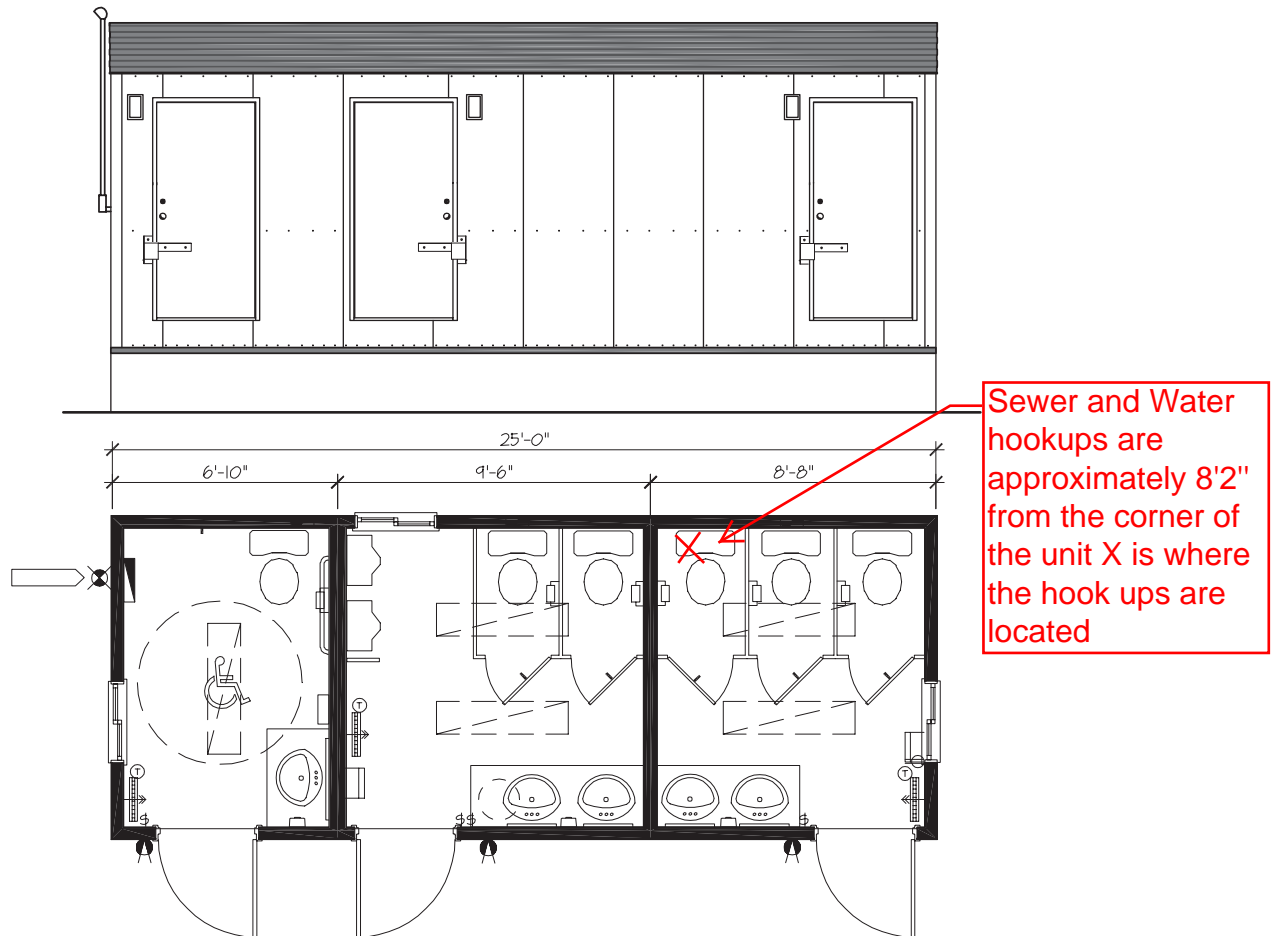 25'-0"
6'-10"
9'-6"
8'-8"
Sewer and Water
hookups are
approximately 8'2"
from the corner of
the unit X is where
the hook ups are
located
T
T
T
$
$$
$